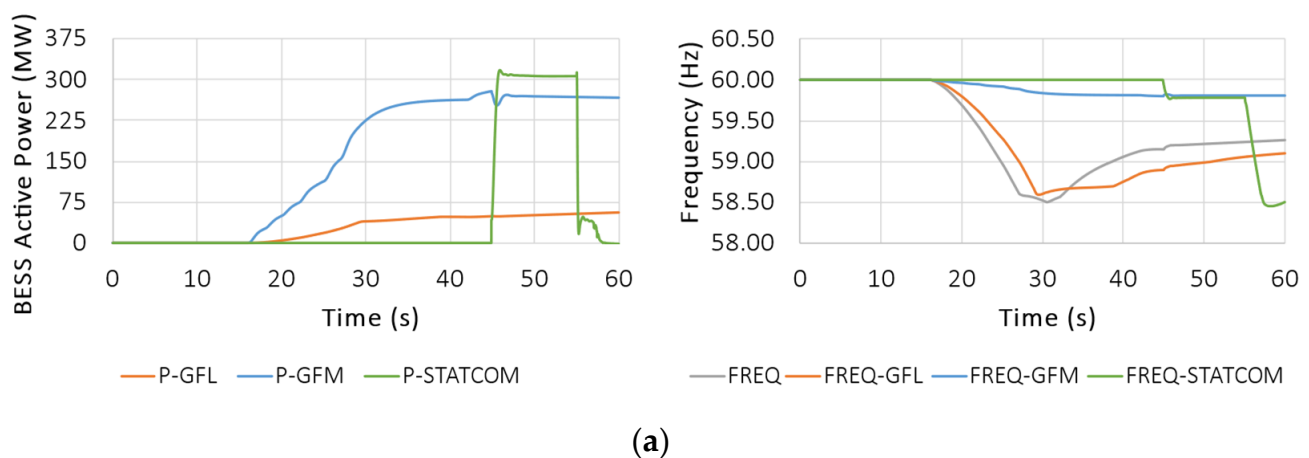 BESS Active Power (MW)
375
300
225
150
75
0
0 10 20 30 40 50 60
Time (s)
P-GFL P-GFM P-STATCOM
Frequency (Hz)
60.50
60.00
59.50
59.00
58.50
58.00
0 10 20 30 40 50 60
Time (s)
FREQ FREQ-GFL FREQ-GFM FREQ-STATCOM
(a)